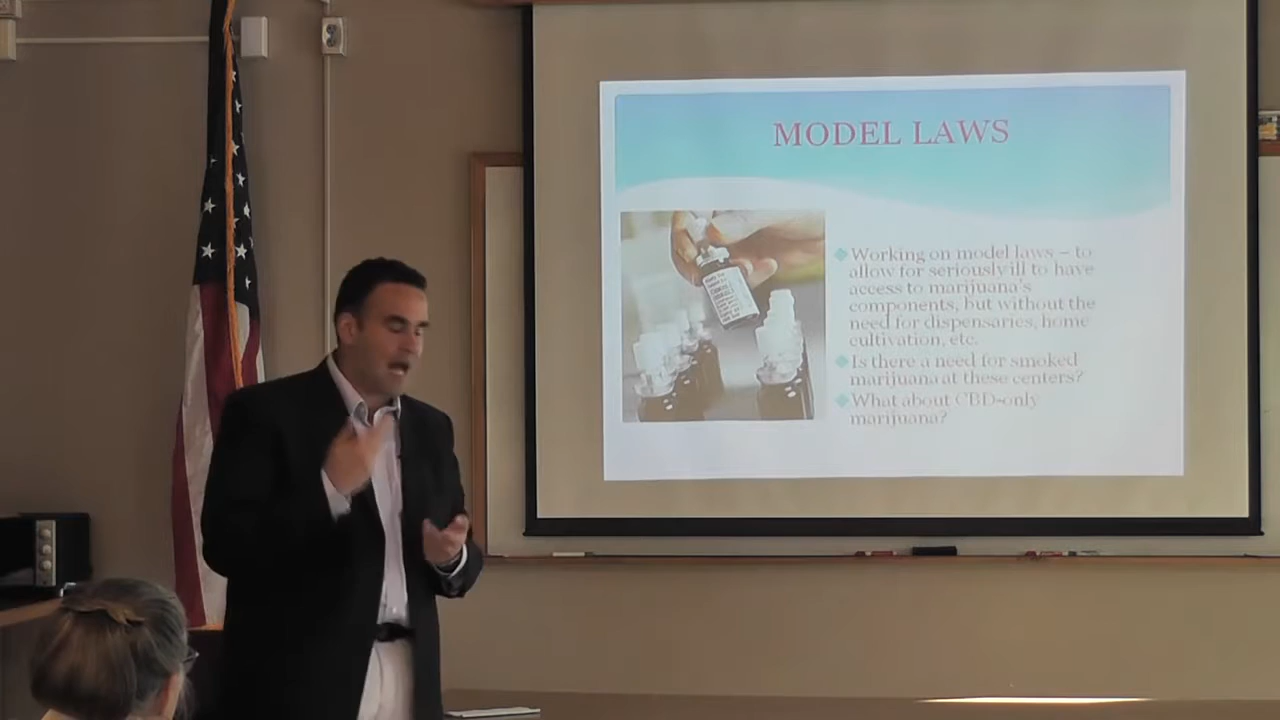 MODEL LAWS
Working on model laws – to
allow for seriously ill to have
access to marijuana's
components, but without the
need for dispensaries, home
cultivation, etc.
Is there a need for smoked
marijuana at these centers?
What about CBD-only
marijuana?